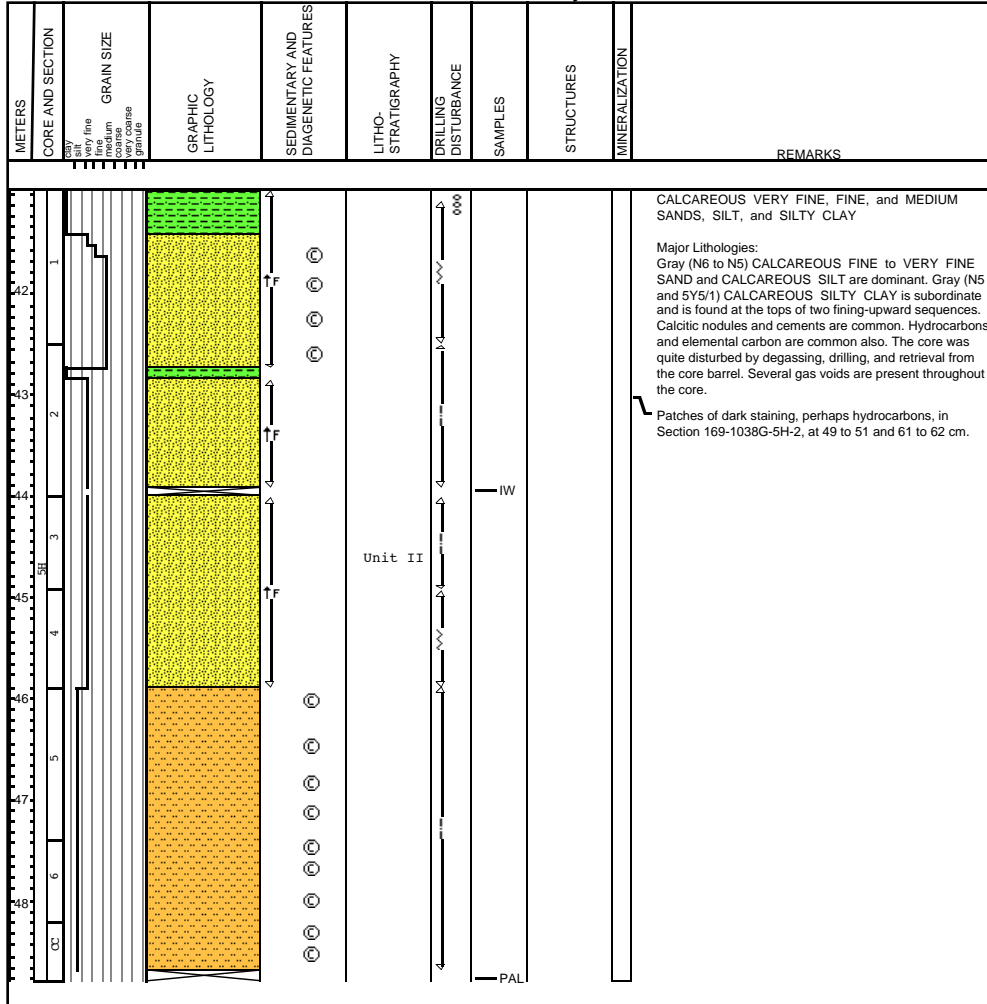 METERS
CORE AND SECTION
GRAIN SIZE
clay
silt
very fine
fine
medium
coarse
very coarse
granule
GRAPHIC
LITHOLOGY
SEDIMENTARY AND
DIAGENETIC FEATURES
LITHO-
STRATIGRAPHY
DRILLING
DISTURBANCE
SAMPLES
STRUCTURES
MINERALIZATION
REMARKS
CALCAREOUS VERY FINE, FINE, and MEDIUM
SANDS, SILT, and SILTY CLAY
Major Lithologies:
Gray (N6 to N5) CALCAREOUS FINE to VERY FINE
SAND and CALCAREOUS SILT are dominant. Gray (N5
and 5Y5/1) CALCAREOUS SILTY CLAY is subordinate
and is found at the tops of two fining-upward sequences.
Calcitic nodules and cements are common. Hydrocarbons
and elemental carbon are common also. The core was
quite disturbed by degassing, drilling, and retrieval from
the core barrel. Several gas voids are present throughout
the core.
Patches of dark staining, perhaps hydrocarbons, in
Section 169-1038G-5H-2, at 49 to 51 and 61 to 62 cm.
42
43
44
45
46
47
48
5H
1
2
3
4
5
6
CC
F
F
F
C
C
C
C
C
C
C
C
C
C
C
C
C
Unit II
IW
PAL